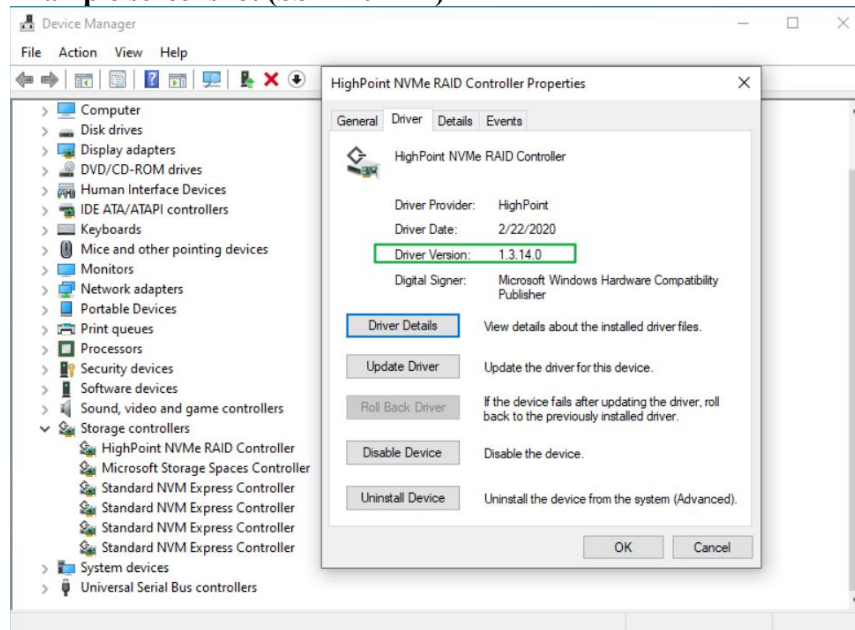 Device Manager
File Action View Help
Computer
Disk drives
Display adapters
DVD/CD-ROM drives
Human Interface Devices
IDE ATA/ATAPI controllers
Keyboards
Mice and other pointing devices
Monitors
Network adapters
Portable Devices
Print queues
Processors
Security devices
Software devices
Sound, video and game controllers
Storage controllers
HighPoint NVMe RAID Controller
Microsoft Storage Spaces Controller
Standard NVM Express Controller
Standard NVM Express Controller
Standard NVM Express Controller
Standard NVM Express Controller
System devices
Universal Serial Bus controllers
HighPoint NVMe RAID Controller Properties
General Driver Details Events
HighPoint NVMe RAID Controller
Driver Provider: HighPoint
Driver Date: 2/22/2020
Driver Version: 1.3.14.0
Digital Signer: Microsoft Windows Hardware Compatibility
Publisher
Driver Details View details about the installed driver files.
Update Driver Update the driver for this device.
Roll Back Driver If the device fails after updating the driver, roll
back to the previously installed driver.
Disable Device Disable the device.
Uninstall Device Uninstall the device from the system (Advanced).
OK Cancel